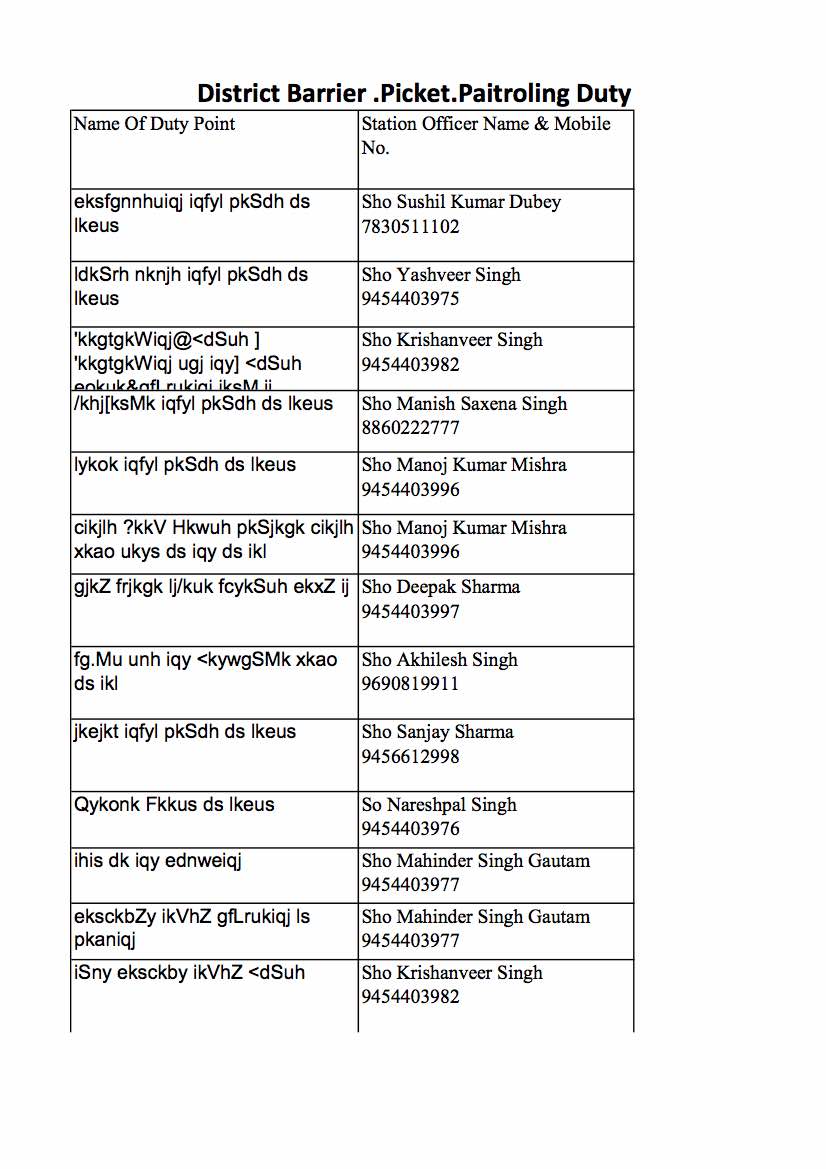 District Barrier .Picket.Paitroling Duty
Name Of Duty Point
Station Officer Name & Mobile
No.
eksfgnnhuiqj iqfyl pkSdh ds
lkeus
Sho Sushil Kumar Dubey
7830511102
ldkSrh nknjh iqfyl pkSdh ds
lkeus
Sho Yashveer Singh
9454403975
'kkgtgkWiqj@<dSuh ]
'kkgtgkWiqj ugj iqy] <dSuh
Sho Krishanveer Singh
9454403982
/khj[ksMk iqfyl pkSdh ds lkeus
Sho Manish Saxena Singh
8860222777
lykok iqfyl pkSdh ds lkeus
Sho Manoj Kumar Mishra
9454403996
cikjlh ?kkV Hkwuh pkSjkgk cikjlh
xkao ukys ds iqy ds ikl
Sho Manoj Kumar Mishra
9454403996
gjkZ frjkgk lj/kuk fcykSuh ekxZ ij
Sho Deepak Sharma
9454403997
fg.Mu unh iqy <kywgSMk xkao
ds ikl
Sho Akhilesh Singh
9690819911
jkejkt iqfyl pkSdh ds lkeus
Sho Sanjay Sharma
9456612998
Qykonk Fkkus ds lkeus
So Nareshpal Singh
9454403976
ihis dk iqy ednweiqj
Sho Mahinder Singh Gautam
9454403977
eksckbZy ikVhZ gfLrukiqj ls
pkaniqj
Sho Mahinder Singh Gautam
9454403977
iSny eksckby ikVhZ <dSuh
Sho Krishanveer Singh
9454403982